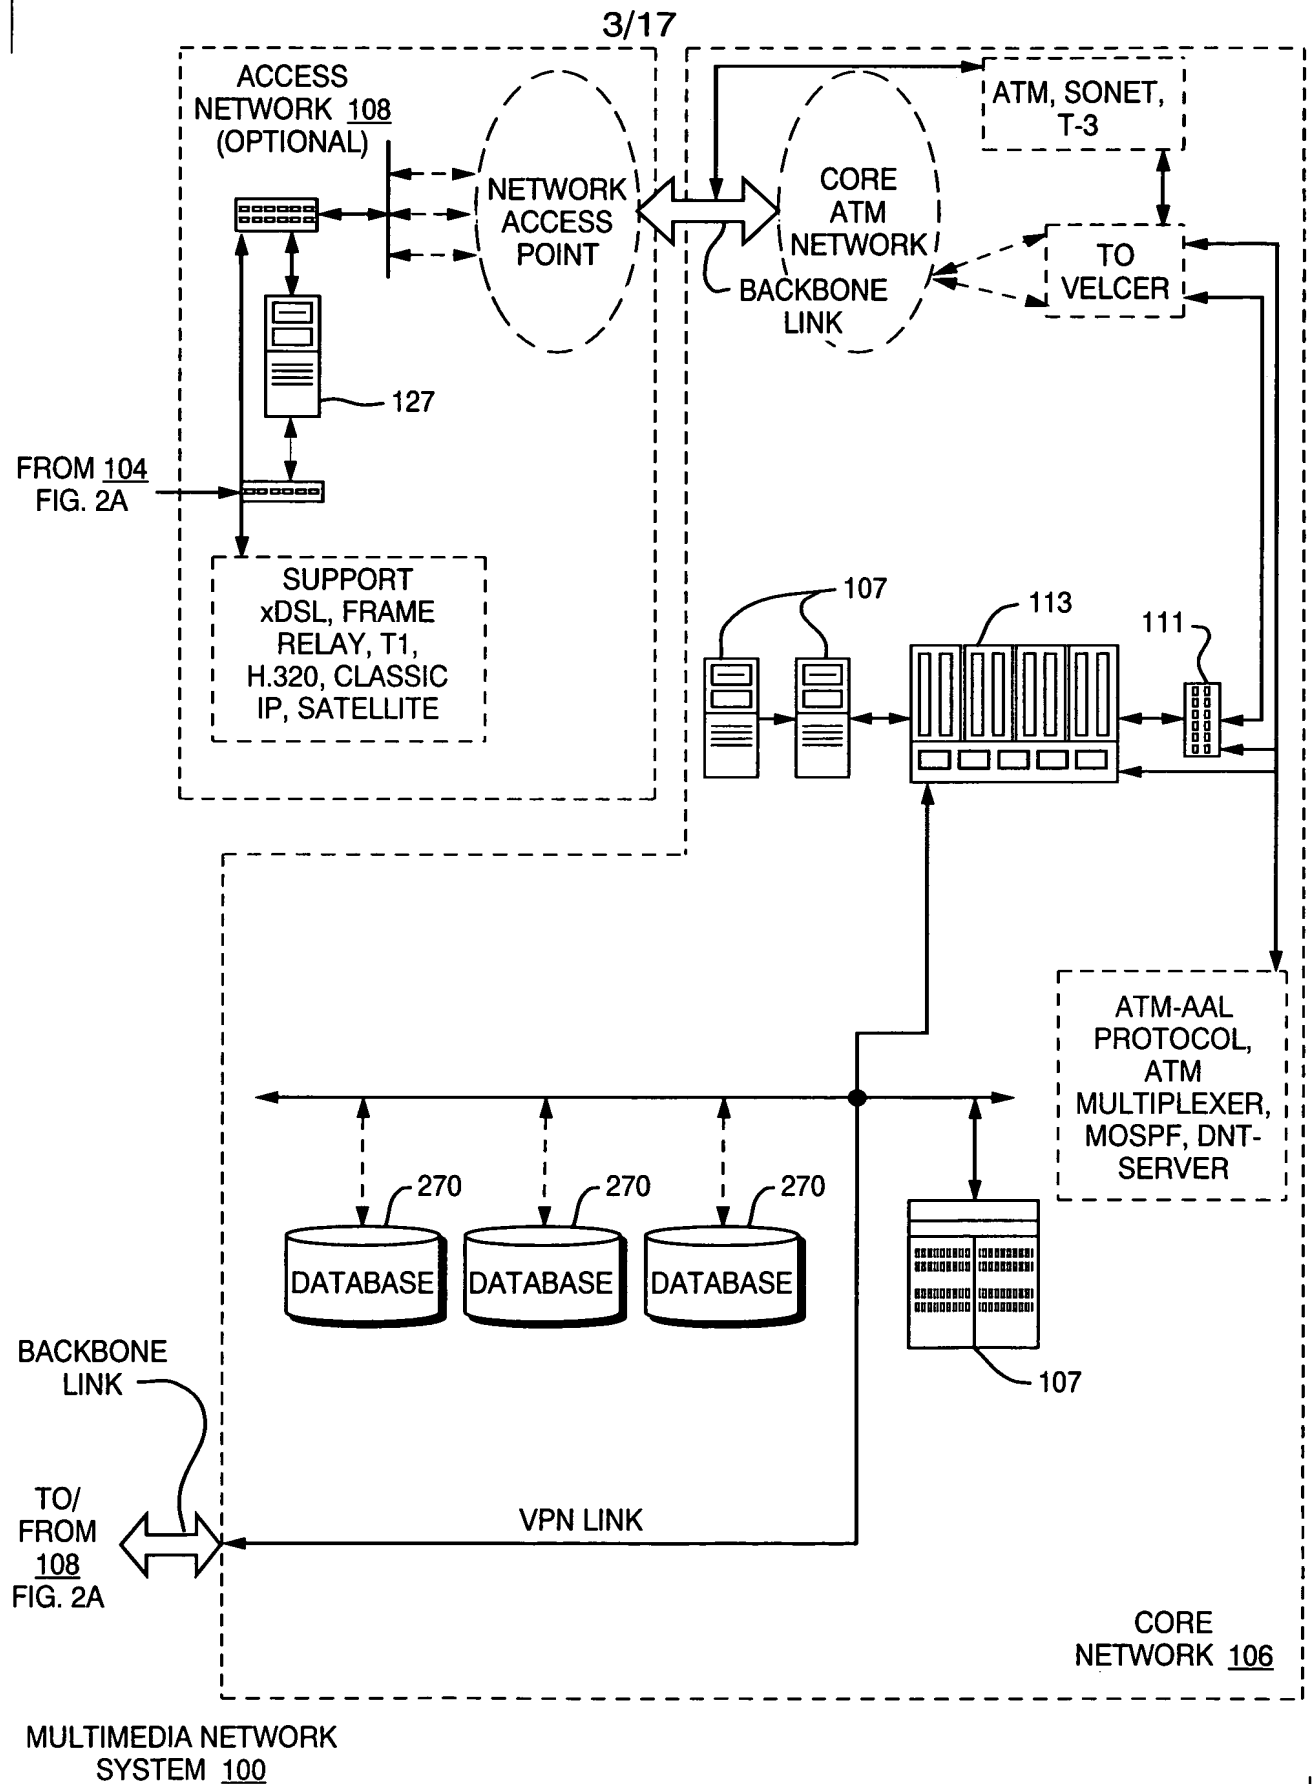 3/17
ACCESS
NETWORK 108
(OPTIONAL)
NETWORK
ACCESS
POINT
CORE
ATM
NETWORK
BACKBONE
LINK
ATM, SONET,
T-3
TO
VELCER
127
FROM 104
FIG. 2A
SUPPORT
xDSL, FRAME
RELAY, T1,
H.320, CLASSIC
IP, SATELLITE
107
113
111
ATM-AAL
PROTOCOL,
ATM
MULTIPLEXER,
MOSPF, DNT-
SERVER
270
270
270
DATABASE
DATABASE
DATABASE
107
BACKBONE
LINK
TO/
FROM
108
FIG. 2A
VPN LINK
CORE
NETWORK 106
MULTIMEDIA NETWORK
SYSTEM 100